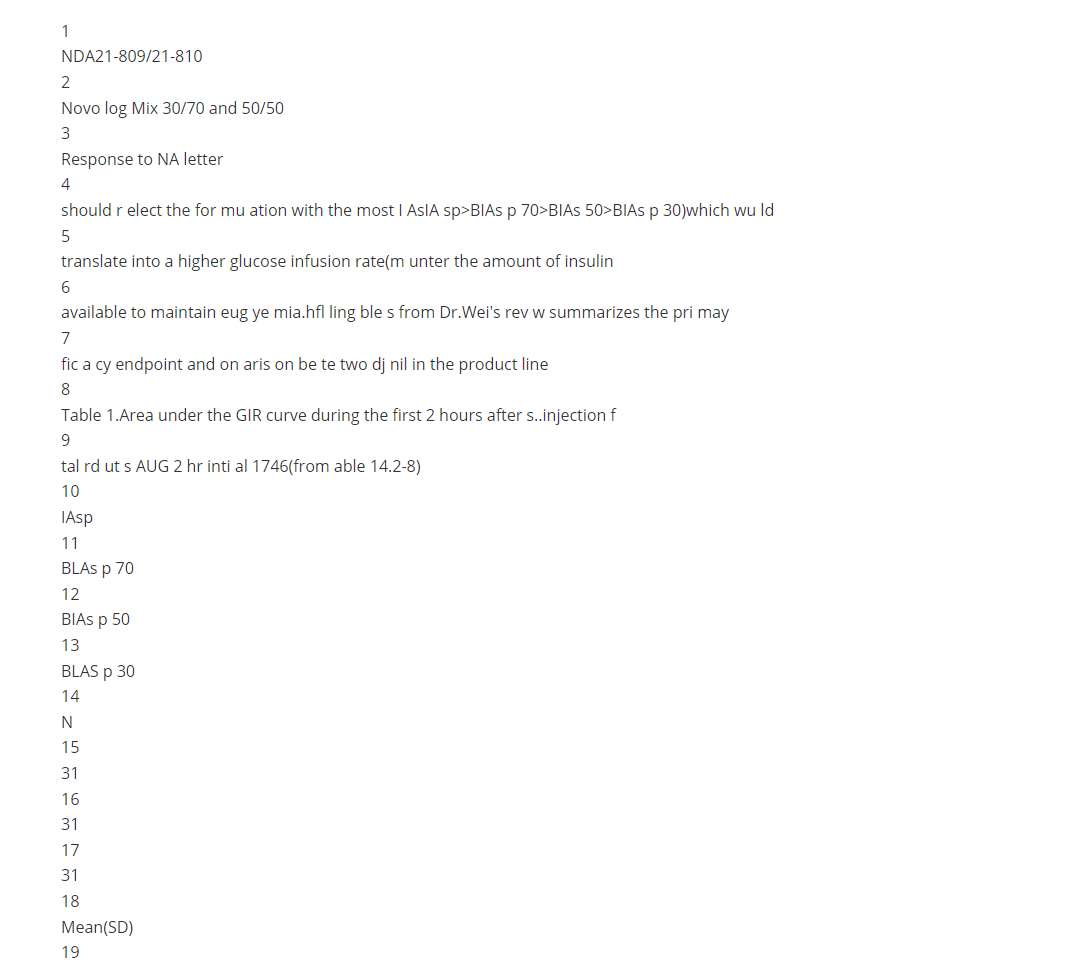 1
NDA21-809/21-810
2
Novo log Mix 30/70 and 50/50
3
Response to NA letter
4
should r elect the for mu ation with the most I AsIA sp>BIAs p 70>BIAs 50>BIAs p 30)which wu ld
5
translate into a higher glucose infusion rate(m unter the amount of insulin
6
available to maintain eug ye mia.hfl ling ble s from Dr.Wei's rev w summarizes the pri may
7
fic a cy endpoint and on aris on be te two dj nil in the product line
8
Table 1.Area under the GIR curve during the first 2 hours after s..injection f
9
tal rd ut s AUG 2 hr inti al 1746(from able 14.2-8)
10
IAsp
11
BLAs p 70
12
BIAs p 50
13
BLAS p 30
14
N
15
31
16
31
17
31
18
Mean(SD)
19